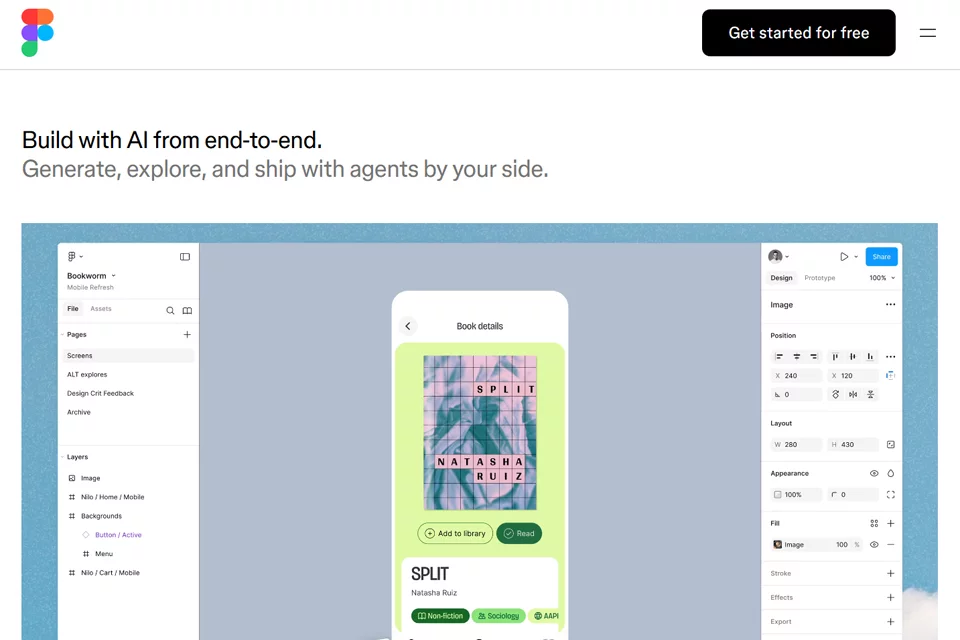 Get started for free
Build with AI from end-to-end.
Generate, explore, and ship with agents by your side.
Bookworm
Mobile Refresh
File Assets
Pages
Screens
ALT explores
Design Crit Feedback
Archive
Layers
Image
Nilo / Home / Mobile
Backgrounds
Button / Active
Menu
Nilo / Cart / Mobile
Book details
SPLIT
NATASHA
RUIZ
Add to library Read
SPLIT
Natasha Ruiz
Non-fiction Sociology AAPI
Share
Design Prototype 100%
Image
Position
X 240 X 120
0
Layout
W 280 H 430
Appearance
100% 0
Fill
Image 100 %
Stroke
Effects
Export